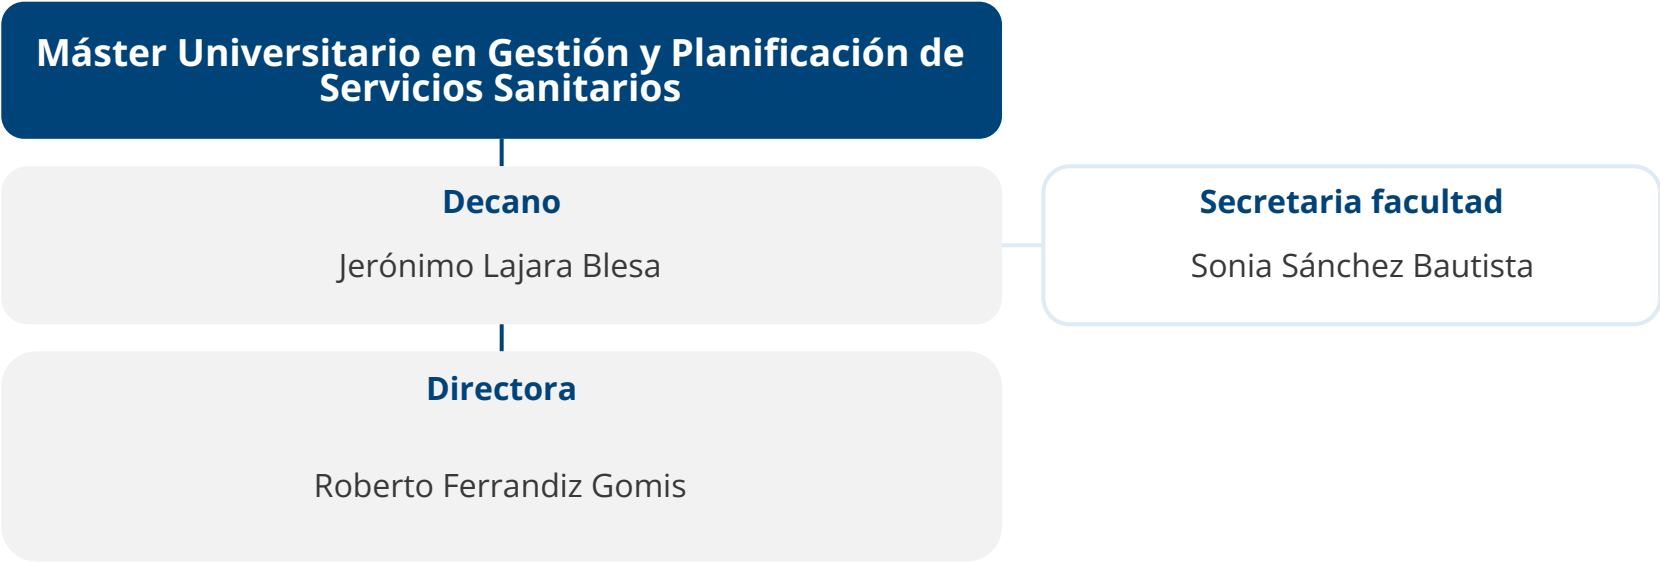 Máster Universitario en Gestión y Planificación de
Servicios Sanitarios
Decano
Jerónimo Lajara Blesa
Secretaria facultad
Sonia Sánchez Bautista
Directora
Roberto Ferrandiz Gomis